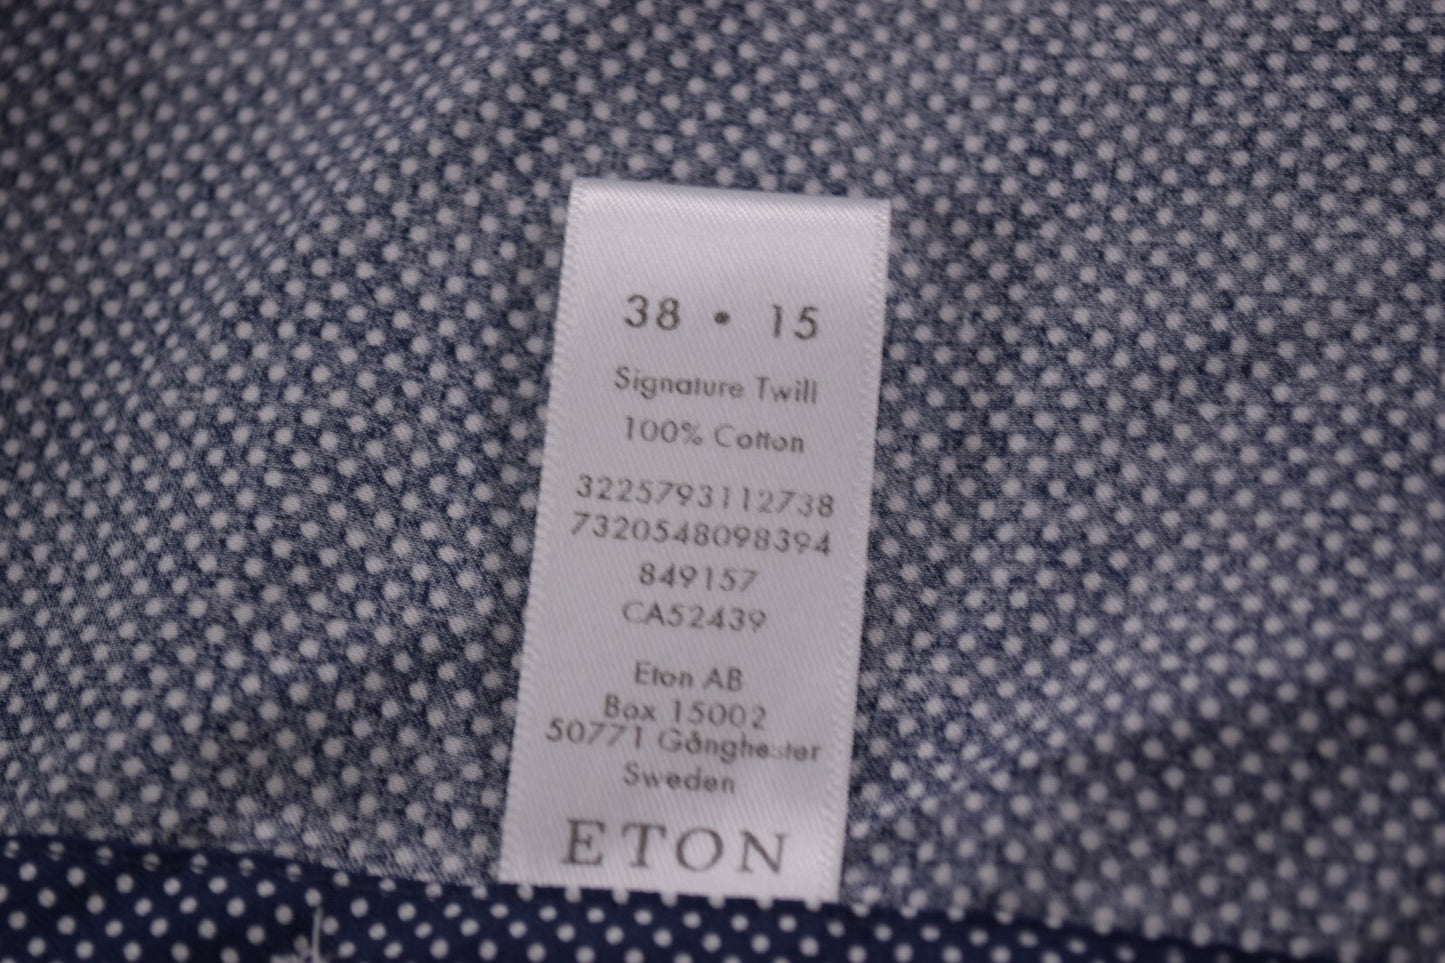 38 • 15
Signature Twill
100% Cotton
3225793112738
7320548098394
849157
CA52439
Eton AB
Box 15002
50771 Gånghester
Sweden
ETON